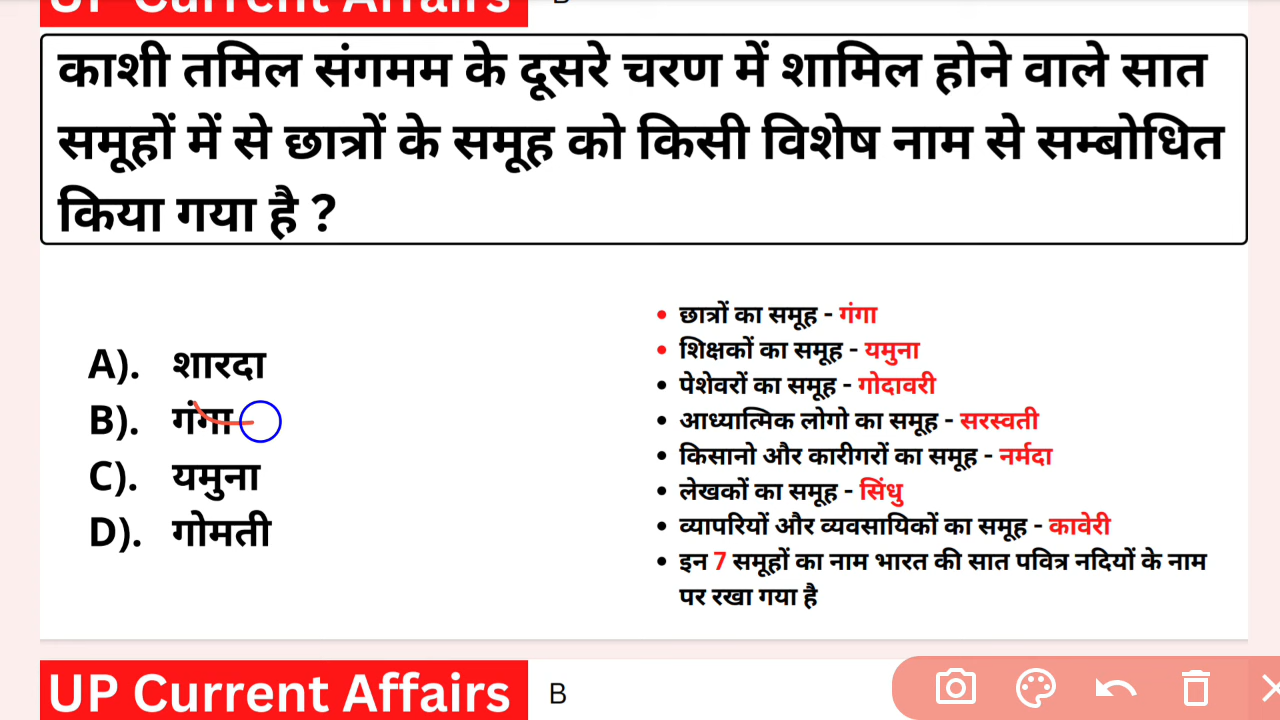 UP Current Affairs
काशी तमिल संगमम के दूसरे चरण में शामिल होने वाले सात
समूहों में से छात्रों के समूह को किसी विशेष नाम से सम्बोधित
किया गया है ?
A). शारदा
B). गंगा
C). यमुना
D). गोमती
• छात्रों का समूह - गंगा
• शिक्षकों का समूह - यमुना
• पेशेवरों का समूह - गोदावरी
• आध्यात्मिक लोगो का समूह - सरस्वती
• किसानो और कारीगरों का समूह - नर्मदा
• लेखकों का समूह - सिंधु
• व्यापरियों और व्यवसायिकों का समूह - कावेरी
• इन 7 समूहों का नाम भारत की सात पवित्र नदियों के नाम
पर रखा गया है
UP Current Affairs B